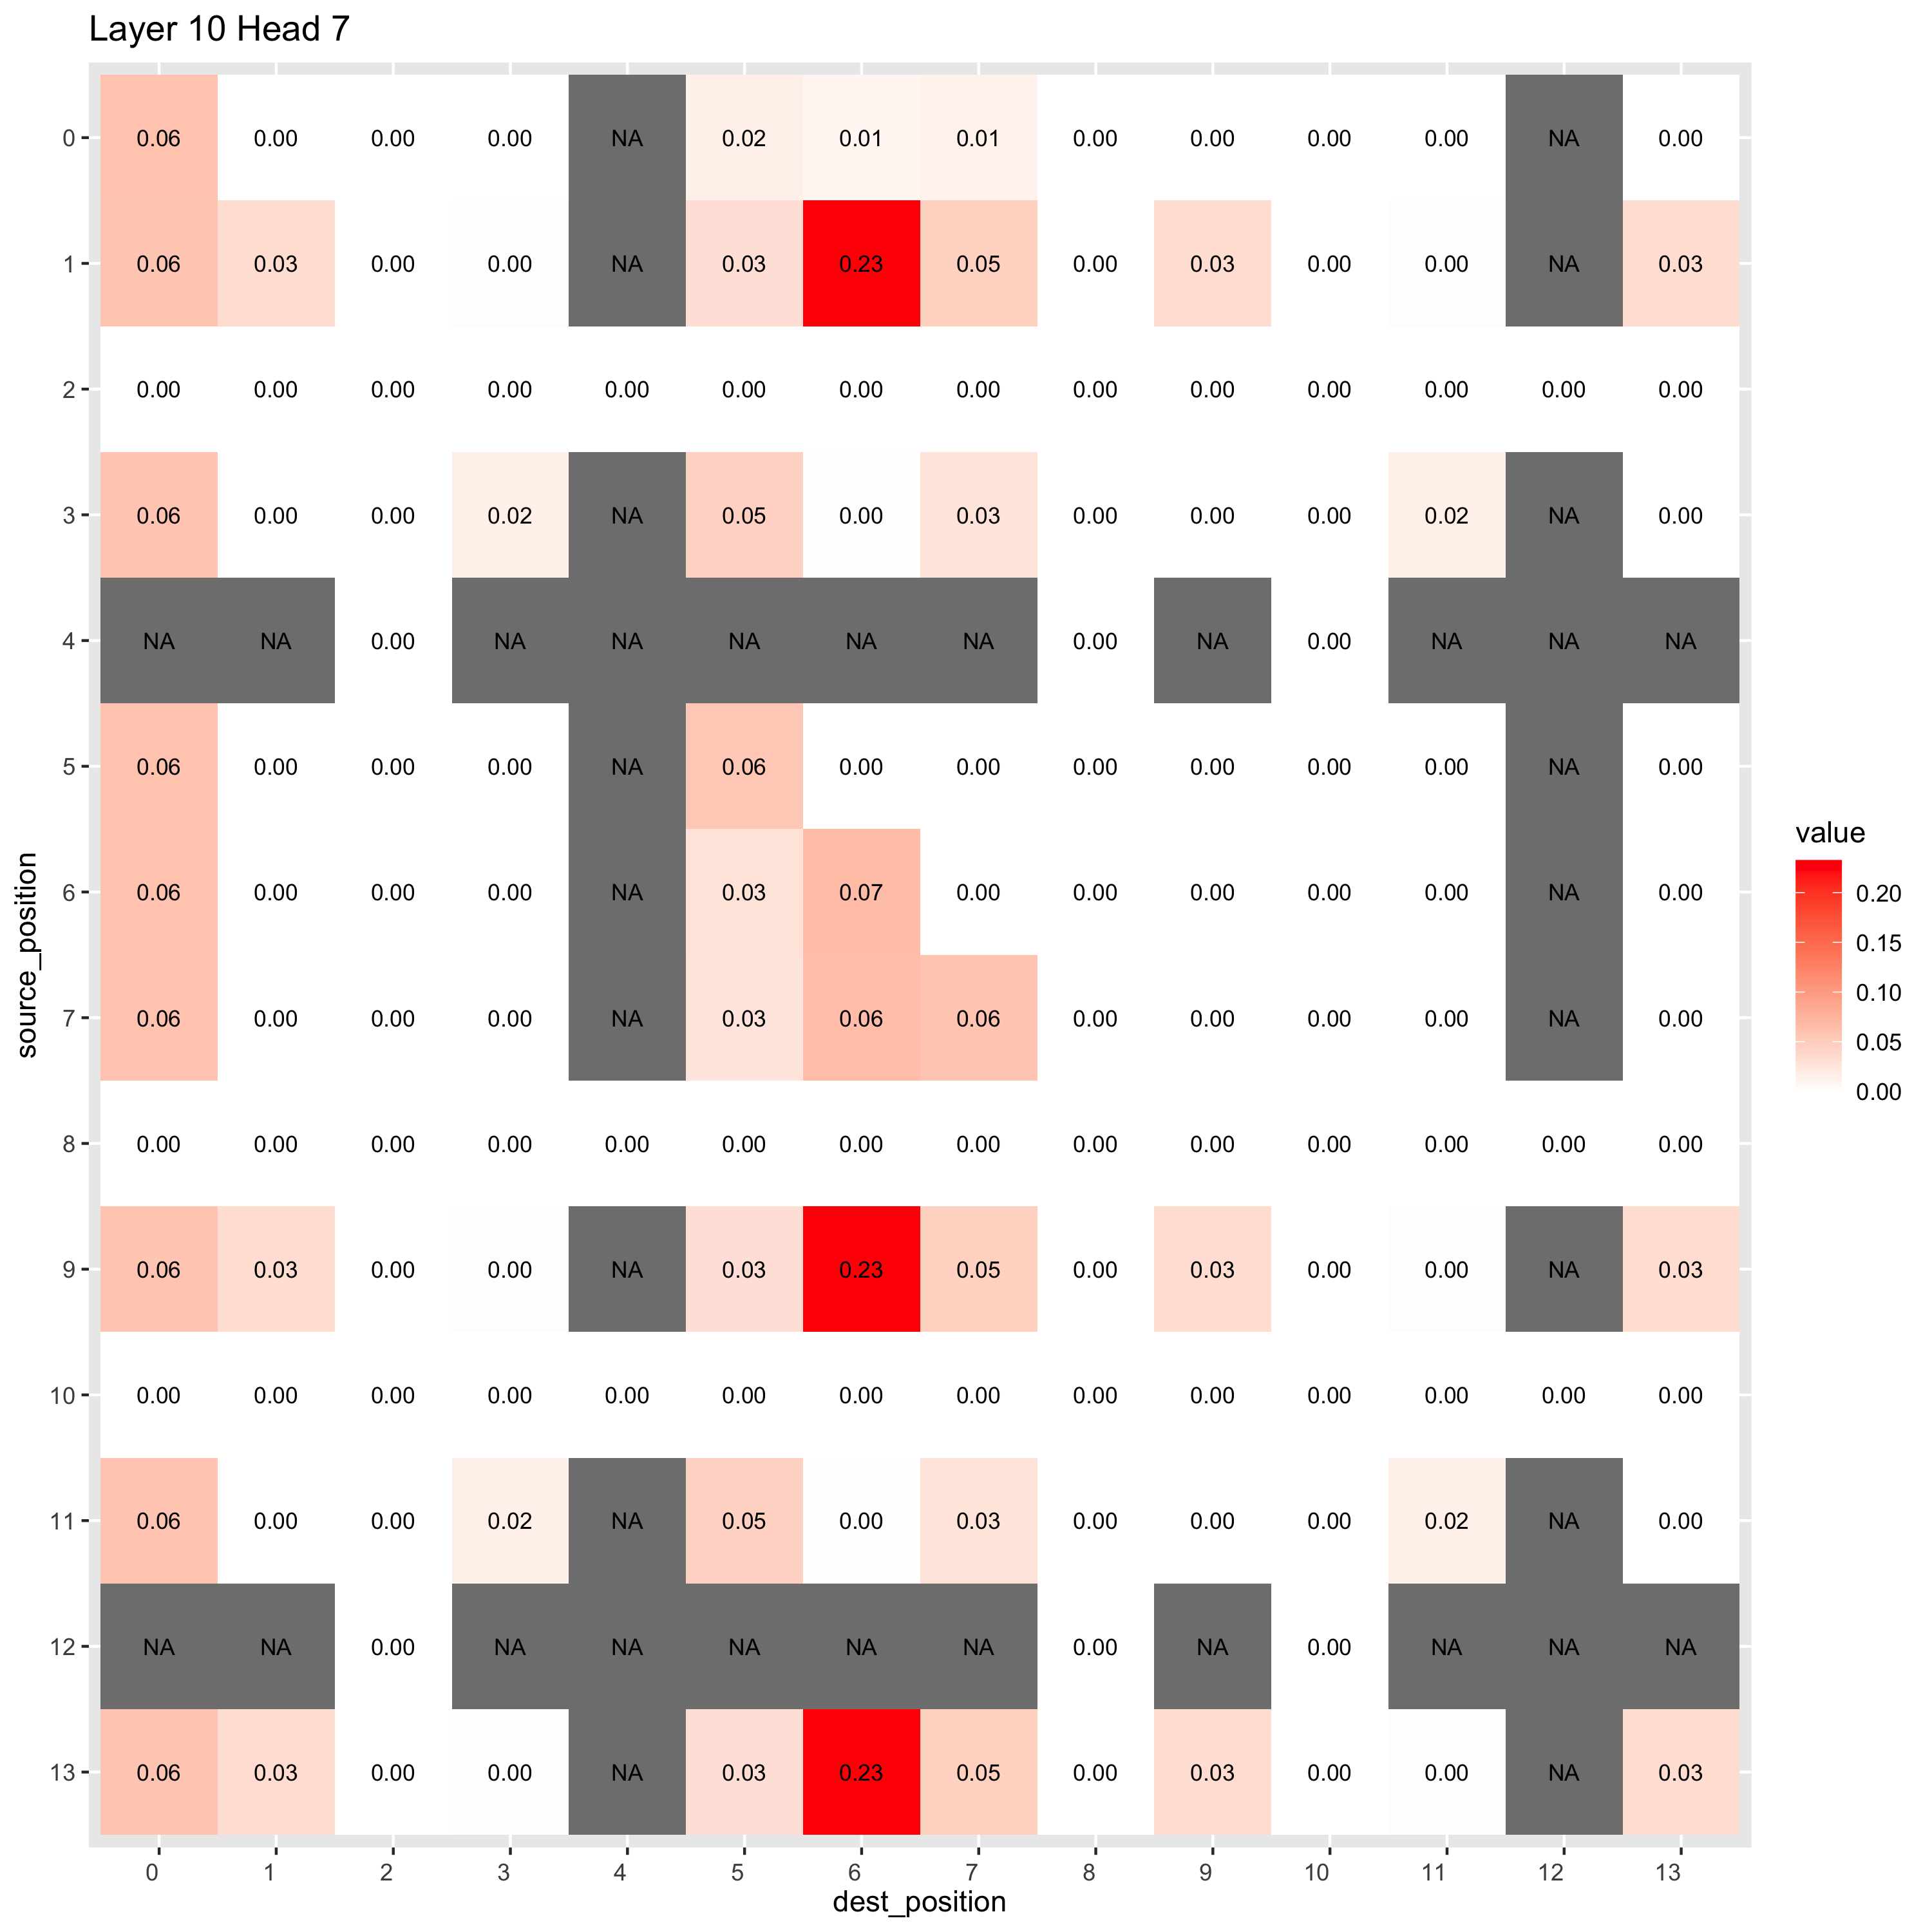 Layer 10 Head 7
0 0.06 0.00 0.00 0.00 NA 0.02 0.01 0.01 0.00 0.00 0.00 0.00 NA 0.00
1 0.06 0.03 0.00 0.00 NA 0.03 0.23 0.05 0.00 0.03 0.00 0.00 NA 0.03
2 0.00 0.00 0.00 0.00 0.00 0.00 0.00 0.00 0.00 0.00 0.00 0.00 0.00 0.00
3 0.06 0.00 0.00 0.02 NA 0.05 0.00 0.03 0.00 0.00 0.00 0.02 NA 0.00
4 NA NA 0.00 NA NA NA NA NA 0.00 NA 0.00 NA NA NA
5 0.06 0.00 0.00 0.00 NA 0.06 0.00 0.00 0.00 0.00 0.00 0.00 NA 0.00
6 0.06 0.00 0.00 0.00 NA 0.03 0.07 0.00 0.00 0.00 0.00 0.00 NA 0.00
7 0.06 0.00 0.00 0.00 NA 0.03 0.06 0.06 0.00 0.00 0.00 0.00 NA 0.00
8 0.00 0.00 0.00 0.00 0.00 0.00 0.00 0.00 0.00 0.00 0.00 0.00 0.00 0.00
9 0.06 0.03 0.00 0.00 NA 0.03 0.23 0.05 0.00 0.03 0.00 0.00 NA 0.03
10 0.00 0.00 0.00 0.00 0.00 0.00 0.00 0.00 0.00 0.00 0.00 0.00 0.00 0.00
11 0.06 0.00 0.00 0.02 NA 0.05 0.00 0.03 0.00 0.00 0.00 0.02 NA 0.00
12 NA NA 0.00 NA NA NA NA NA 0.00 NA 0.00 NA NA NA
13 0.06 0.03 0.00 0.00 NA 0.03 0.23 0.05 0.00 0.03 0.00 0.00 NA 0.03
0 1 2 3 4 5 6 7 8 9 10 11 12 13
dest_position
source_position
value
0.20
0.15
0.10
0.05
0.00